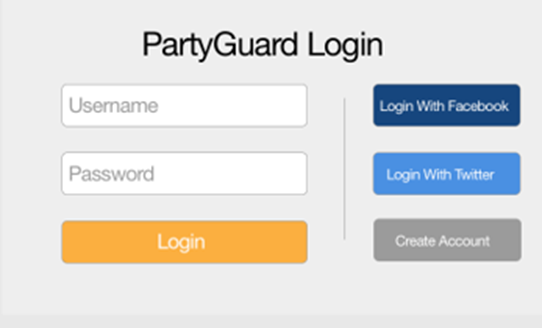 PartyGuard Login
Username
Password
Login
Login With Facebook
Login With Twitter
Create Account